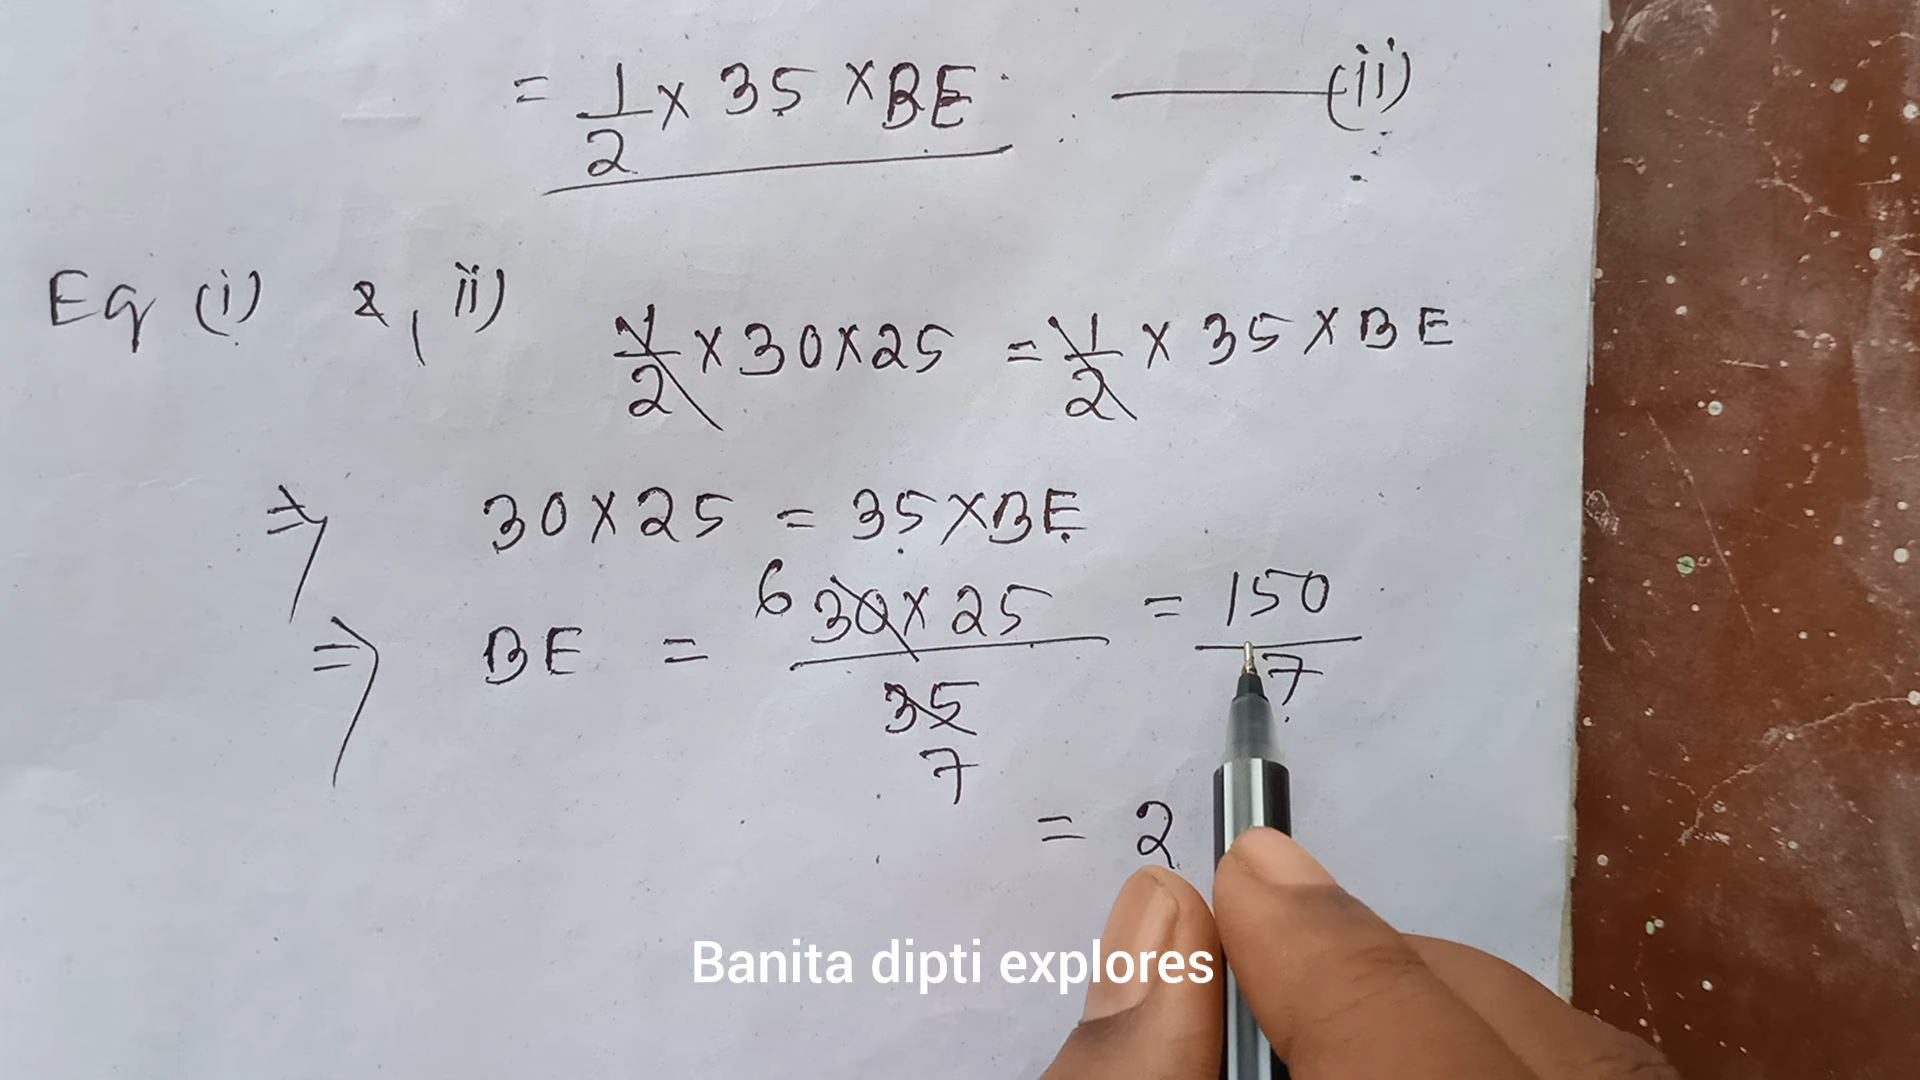 = 1/2 × 35 × BE ——— (ii)
Eq (i) &, ii) 1/2 × 30 × 25 = 1/2 × 35 × BE
⇒ 30 × 25 = 35 × BE
⇒ BE = 6 30 × 25 / 35 7 = 150 / 7
= 2
Banita dipti explores